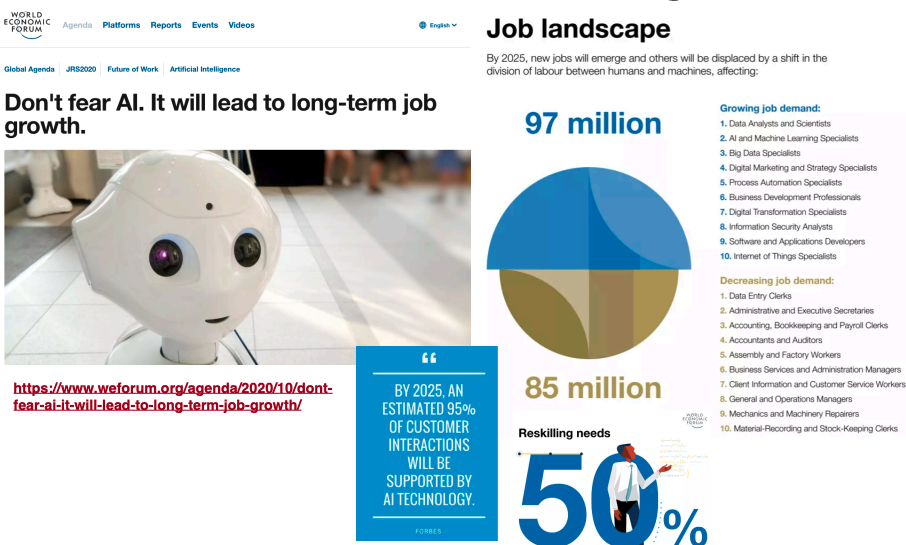 WORLD
ECONOMIC
FORUM
Agenda Platforms Reports Events Videos
English
Global Agenda JRS2020 Future of Work Artificial Intelligence
Don't fear AI. It will lead to long-term job
growth.
https://www.weforum.org/agenda/2020/10/dont-
fear-ai-it-will-lead-to-long-term-job-growth/
“
BY 2025, AN
ESTIMATED 95%
OF CUSTOMER
INTERACTIONS
WILL BE
SUPPORTED BY
AI TECHNOLOGY.
FORBES
Job landscape
By 2025, new jobs will emerge and others will be displaced by a shift in the
division of labour between humans and machines, affecting:
97 million
85 million
Growing job demand:
1. Data Analysts and Scientists
2. AI and Machine Learning Specialists
3. Big Data Specialists
4. Digital Marketing and Strategy Specialists
5. Process Automation Specialists
6. Business Development Professionals
7. Digital Transformation Specialists
8. Information Security Analysts
9. Software and Applications Developers
10. Internet of Things Specialists
Decreasing job demand:
1. Data Entry Clerks
2. Administrative and Executive Secretaries
3. Accounting, Bookkeeping and Payroll Clerks
4. Accountants and Auditors
5. Assembly and Factory Workers
6. Business Services and Administration Managers
7. Client Information and Customer Service Workers
8. General and Operations Managers
9. Mechanics and Machinery Repairers
10. Material-Recording and Stock-Keeping Clerks
WORLD
ECONOMIC
FORUM
Reskilling needs
50%